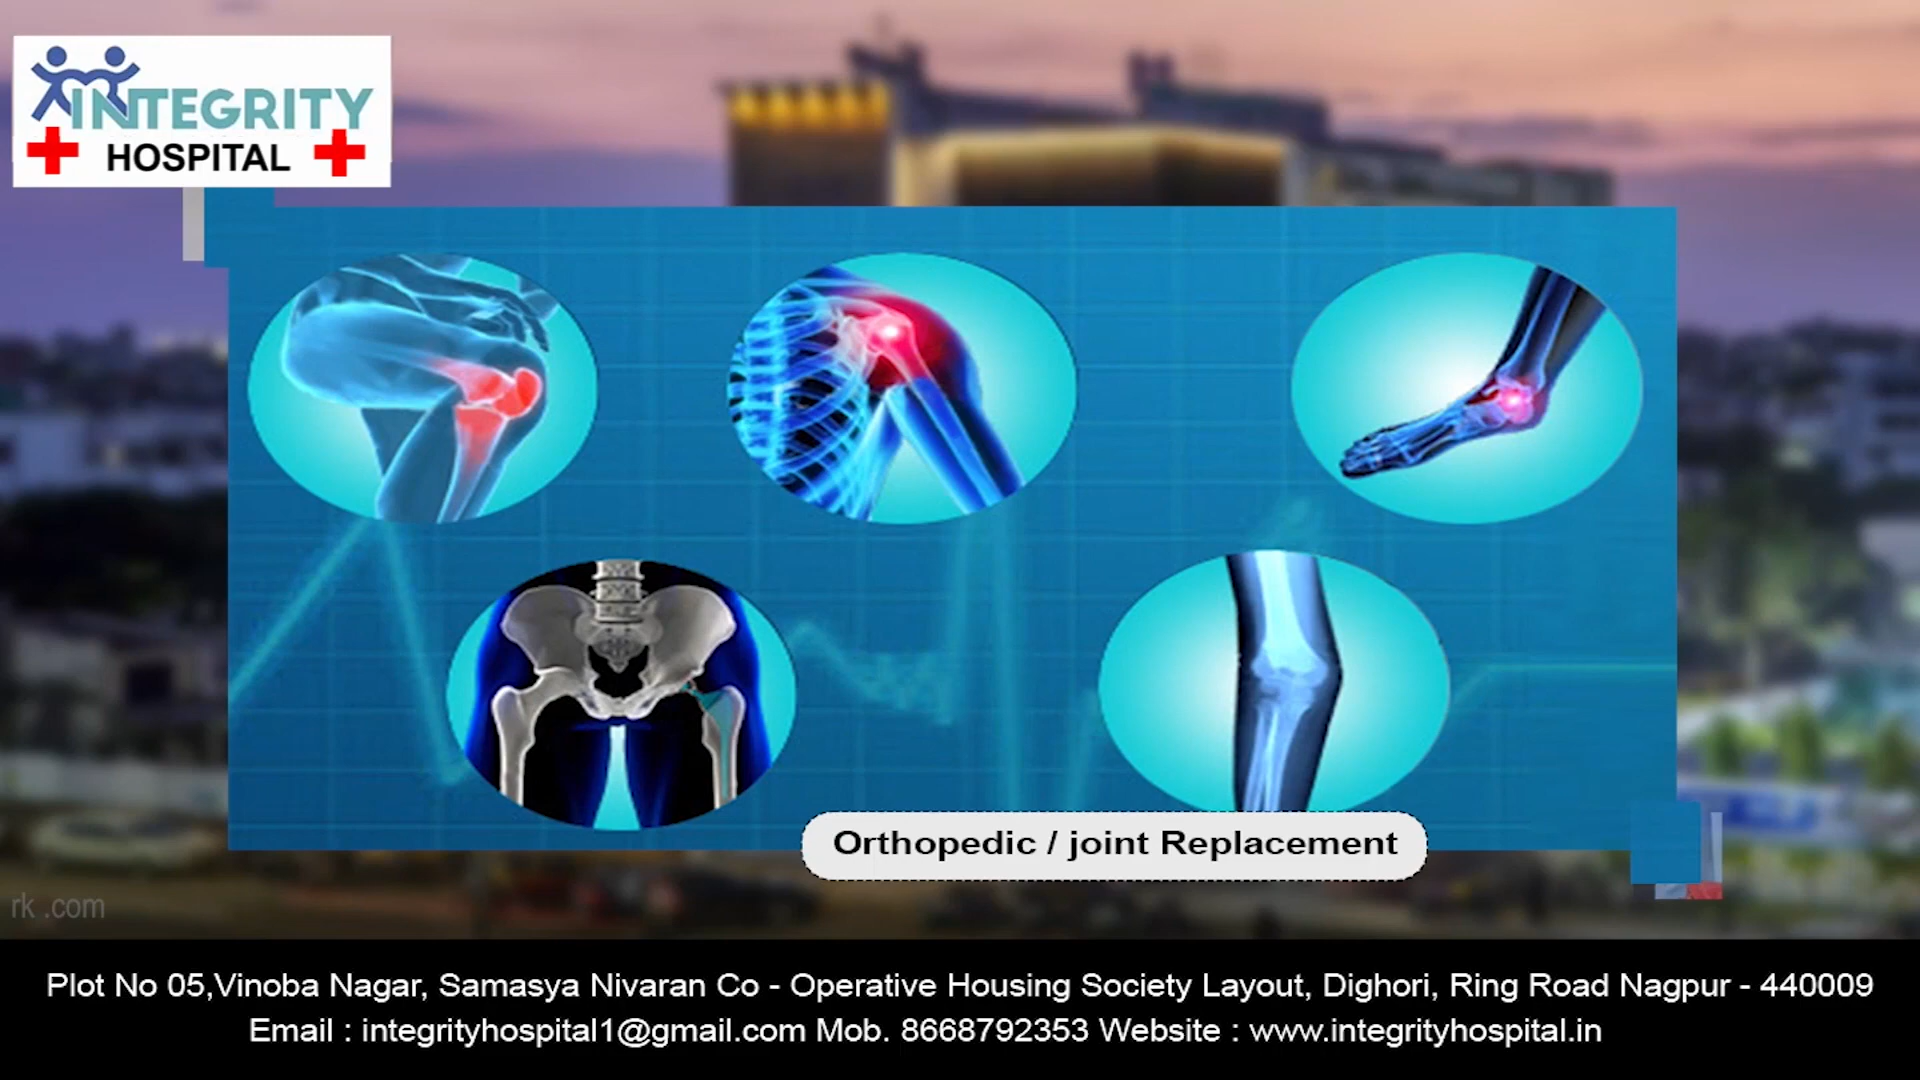 INTEGRITY
HOSPITAL
Orthopedic / joint Replacement
rk .com
Plot No 05,Vinoba Nagar, Samasya Nivaran Co - Operative Housing Society Layout, Dighori, Ring Road Nagpur - 440009
Email : integrityhospital1@gmail.com Mob. 8668792353 Website : www.integrityhospital.in